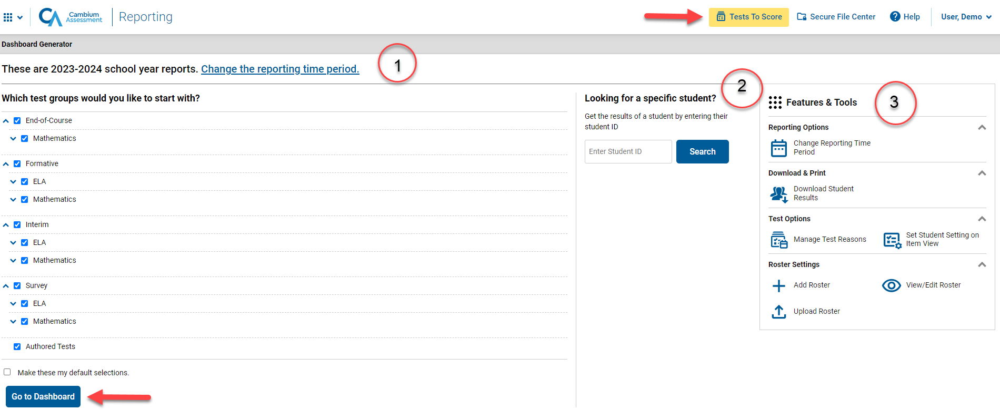 Cambium
Assessment
Reporting
Tests To Score
Secure File Center
? Help
User, Demo
Dashboard Generator
These are 2023-2024 school year reports. Change the reporting time period.
1
2
3
Which test groups would you like to start with?
End-of-Course
Mathematics
Formative
ELA
Mathematics
Interim
ELA
Mathematics
Survey
ELA
Mathematics
Authored Tests
Make these my default selections.
Go to Dashboard
Looking for a specific student?
Get the results of a student by entering their
student ID
Enter Student ID
Search
Features & Tools
Reporting Options
Change Reporting Time
Period
Download & Print
Download Student
Results
Test Options
Manage Test Reasons
Set Student Setting on
Item View
Roster Settings
Add Roster
View/Edit Roster
Upload Roster